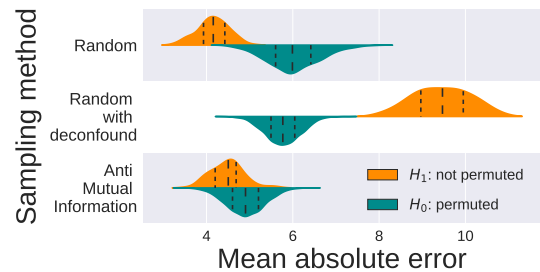 Sampling method
Random
Random
with
deconfound
Anti
Mutual
Information
H₁: not permuted
H₀: permuted
4 6 8 10
Mean absolute error